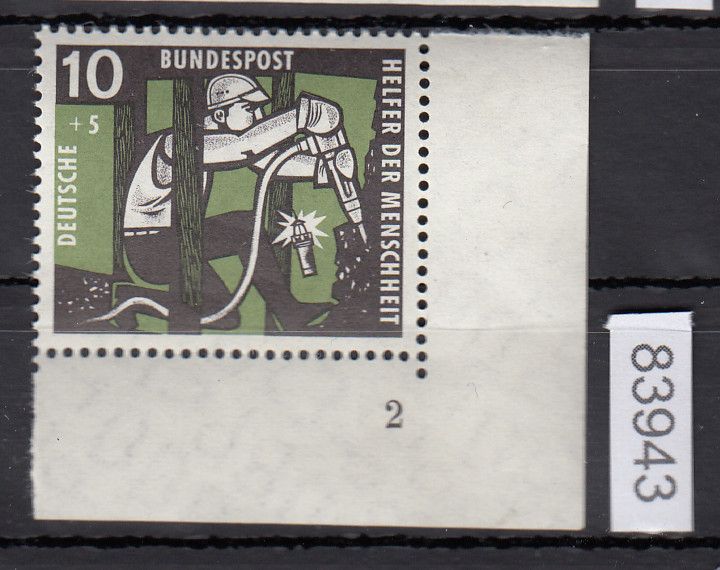 10
BUNDESPOST
+5
DEUTSCHE
HELFER DER MENSCHHEIT
2
83943